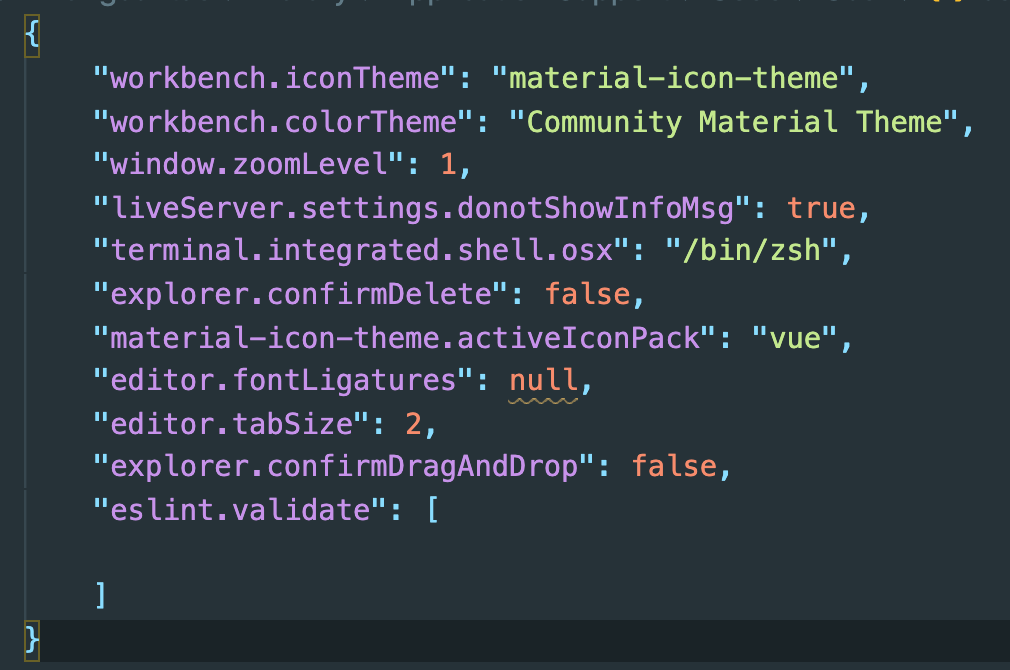 {
"workbench.iconTheme": "material-icon-theme",
"workbench.colorTheme": "Community Material Theme",
"window.zoomLevel": 1,
"liveServer.settings.donotShowInfoMsg": true,
"terminal.integrated.shell.osx": "/bin/zsh",
"explorer.confirmDelete": false,
"material-icon-theme.activeIconPack": "vue",
"editor.fontLigatures": null,
"editor.tabSize": 2,
"explorer.confirmDragAndDrop": false,
"eslint.validate": [
]
}